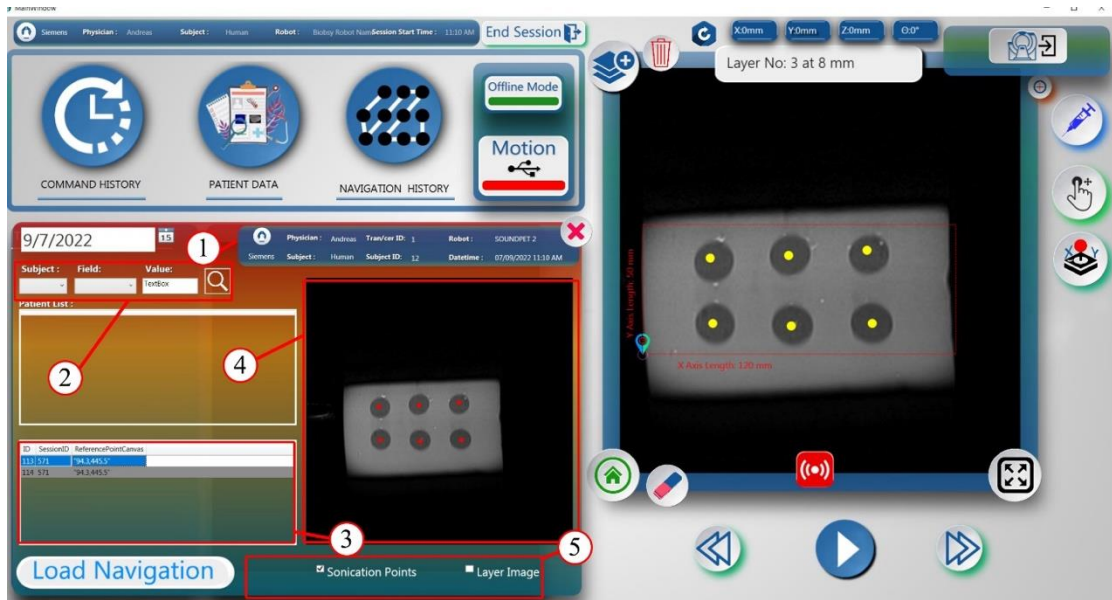 MainWindow
Siemens Physician : Andreas Subject : Human Robot : Biobsy Robot Nam Session Start Time : 11:10 AM
End Session
X:0mm Y:0mm Z:0mm Θ:0°
Layer No: 3 at 8 mm
Offline Mode
Motion
COMMAND HISTORY
PATIENT DATA
NAVIGATION HISTORY
9/7/2022
15
1
Siemens
Physician : Andreas Tran/cer ID: 1 Robot : SOUNDPET 2
Subject : Human Subject ID: 12 Datetime : 07/09/2022 11:10 AM
Subject : Field: Value:
TextBox
Patient List :
2
4
ID SessionID ReferencePointCanvas
113 571 "94.3,445.5"
114 571 "94.3,445.5"
3
5
Load Navigation
Sonication Points
Layer Image
Y Axis Length: 50 mm
X Axis Length: 120 mm
X Y